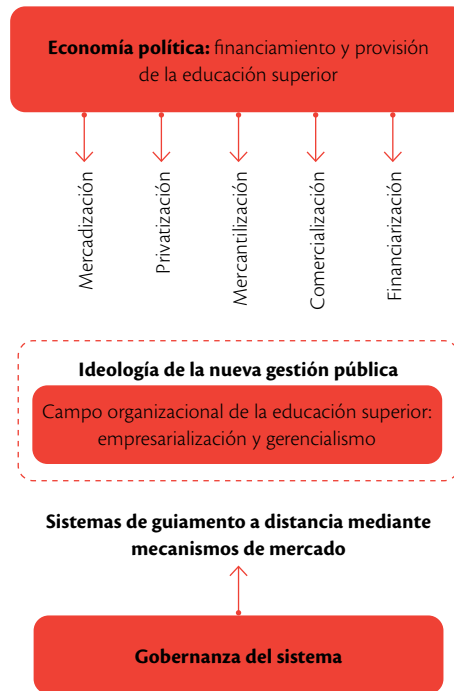 Economía política: financiamiento y provisión
de la educación superior
Mercadización
Privatización
Mercantilización
Comercialización
Financiarización
Ideología de la nueva gestión pública
Campo organizacional de la educación superior:
empresarialización y gerencialismo
Sistemas de guiamento a distancia mediante
mecanismos de mercado
Gobernanza del sistema